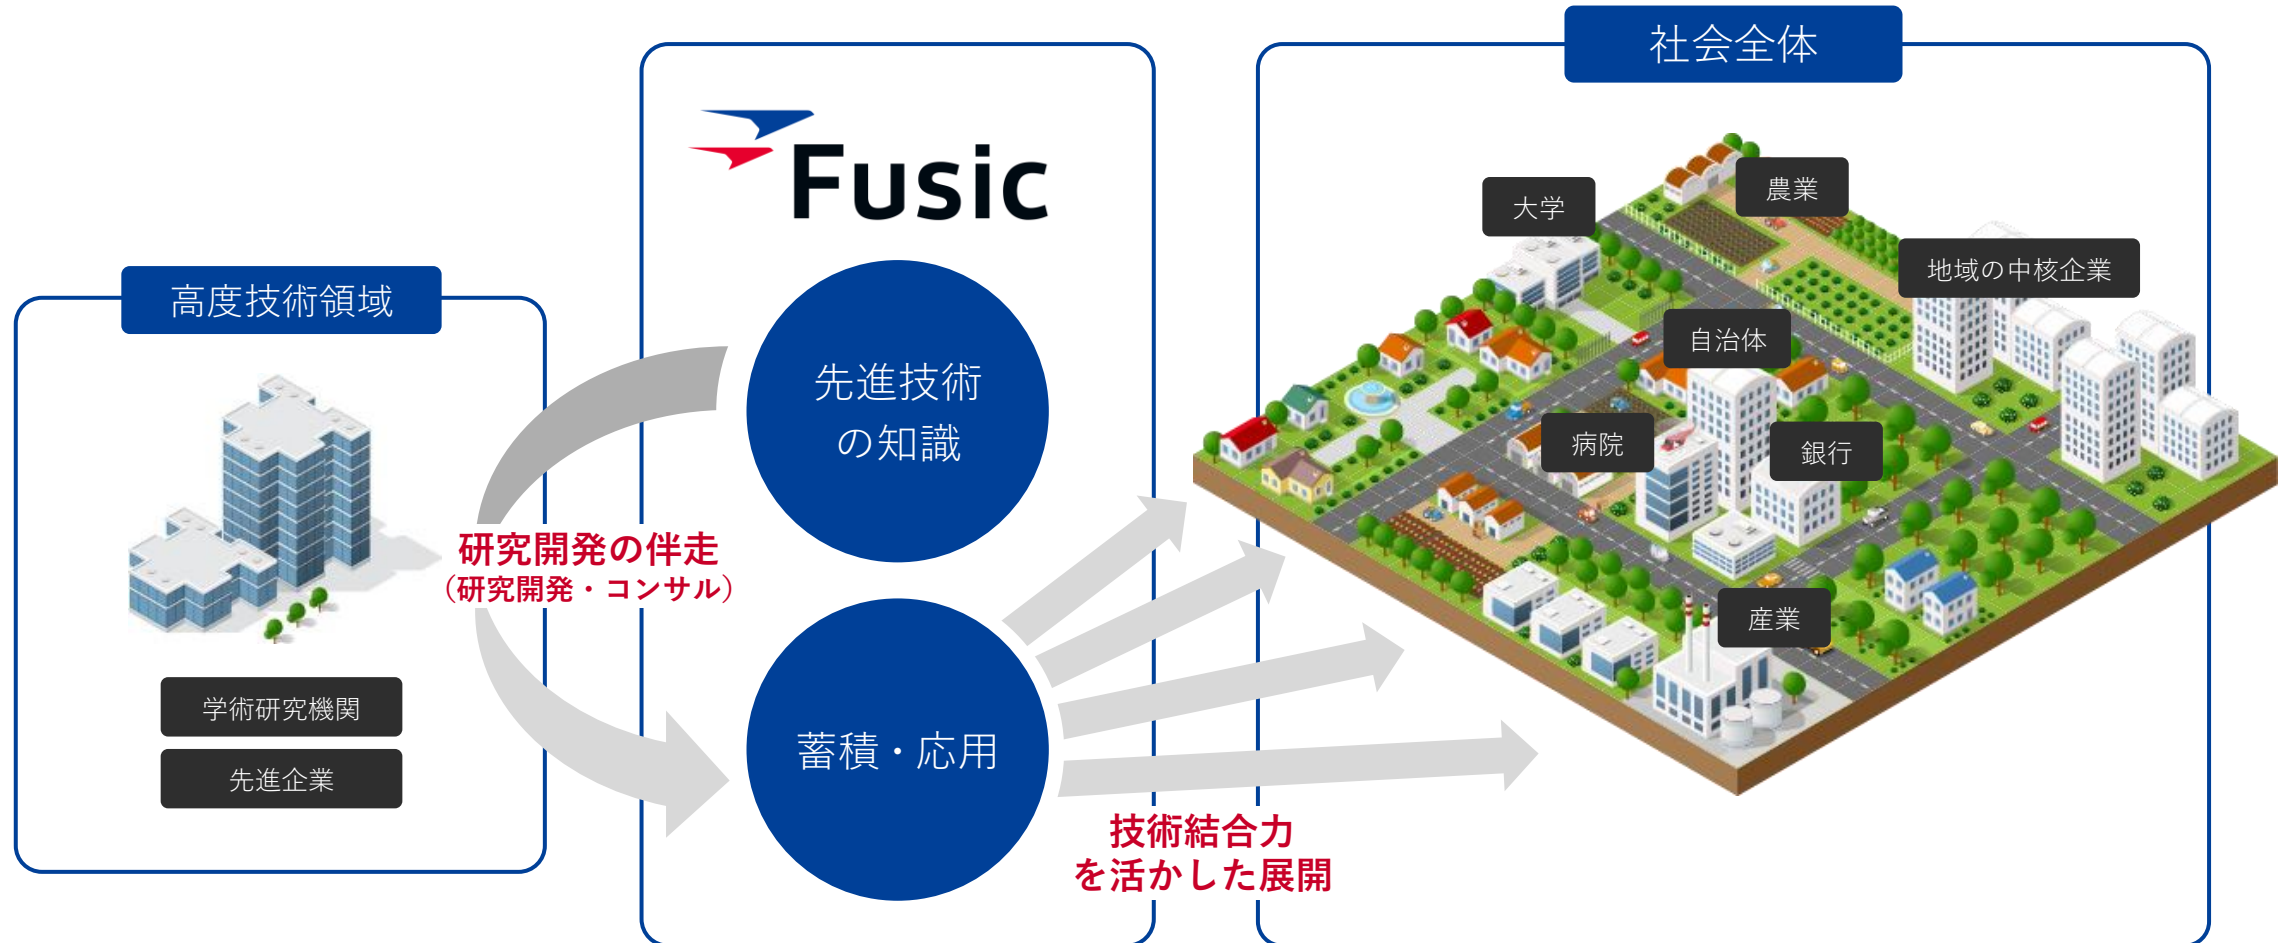 高度技術領域
学術研究機関
先進企業
研究開発の伴走
（研究開発・コンサル）
Fusic
先進技術
の知識
蓄積・応用
技術結合力
を活かした展開
社会全体
大学
農業
地域の中核企業
自治体
病院
銀行
産業